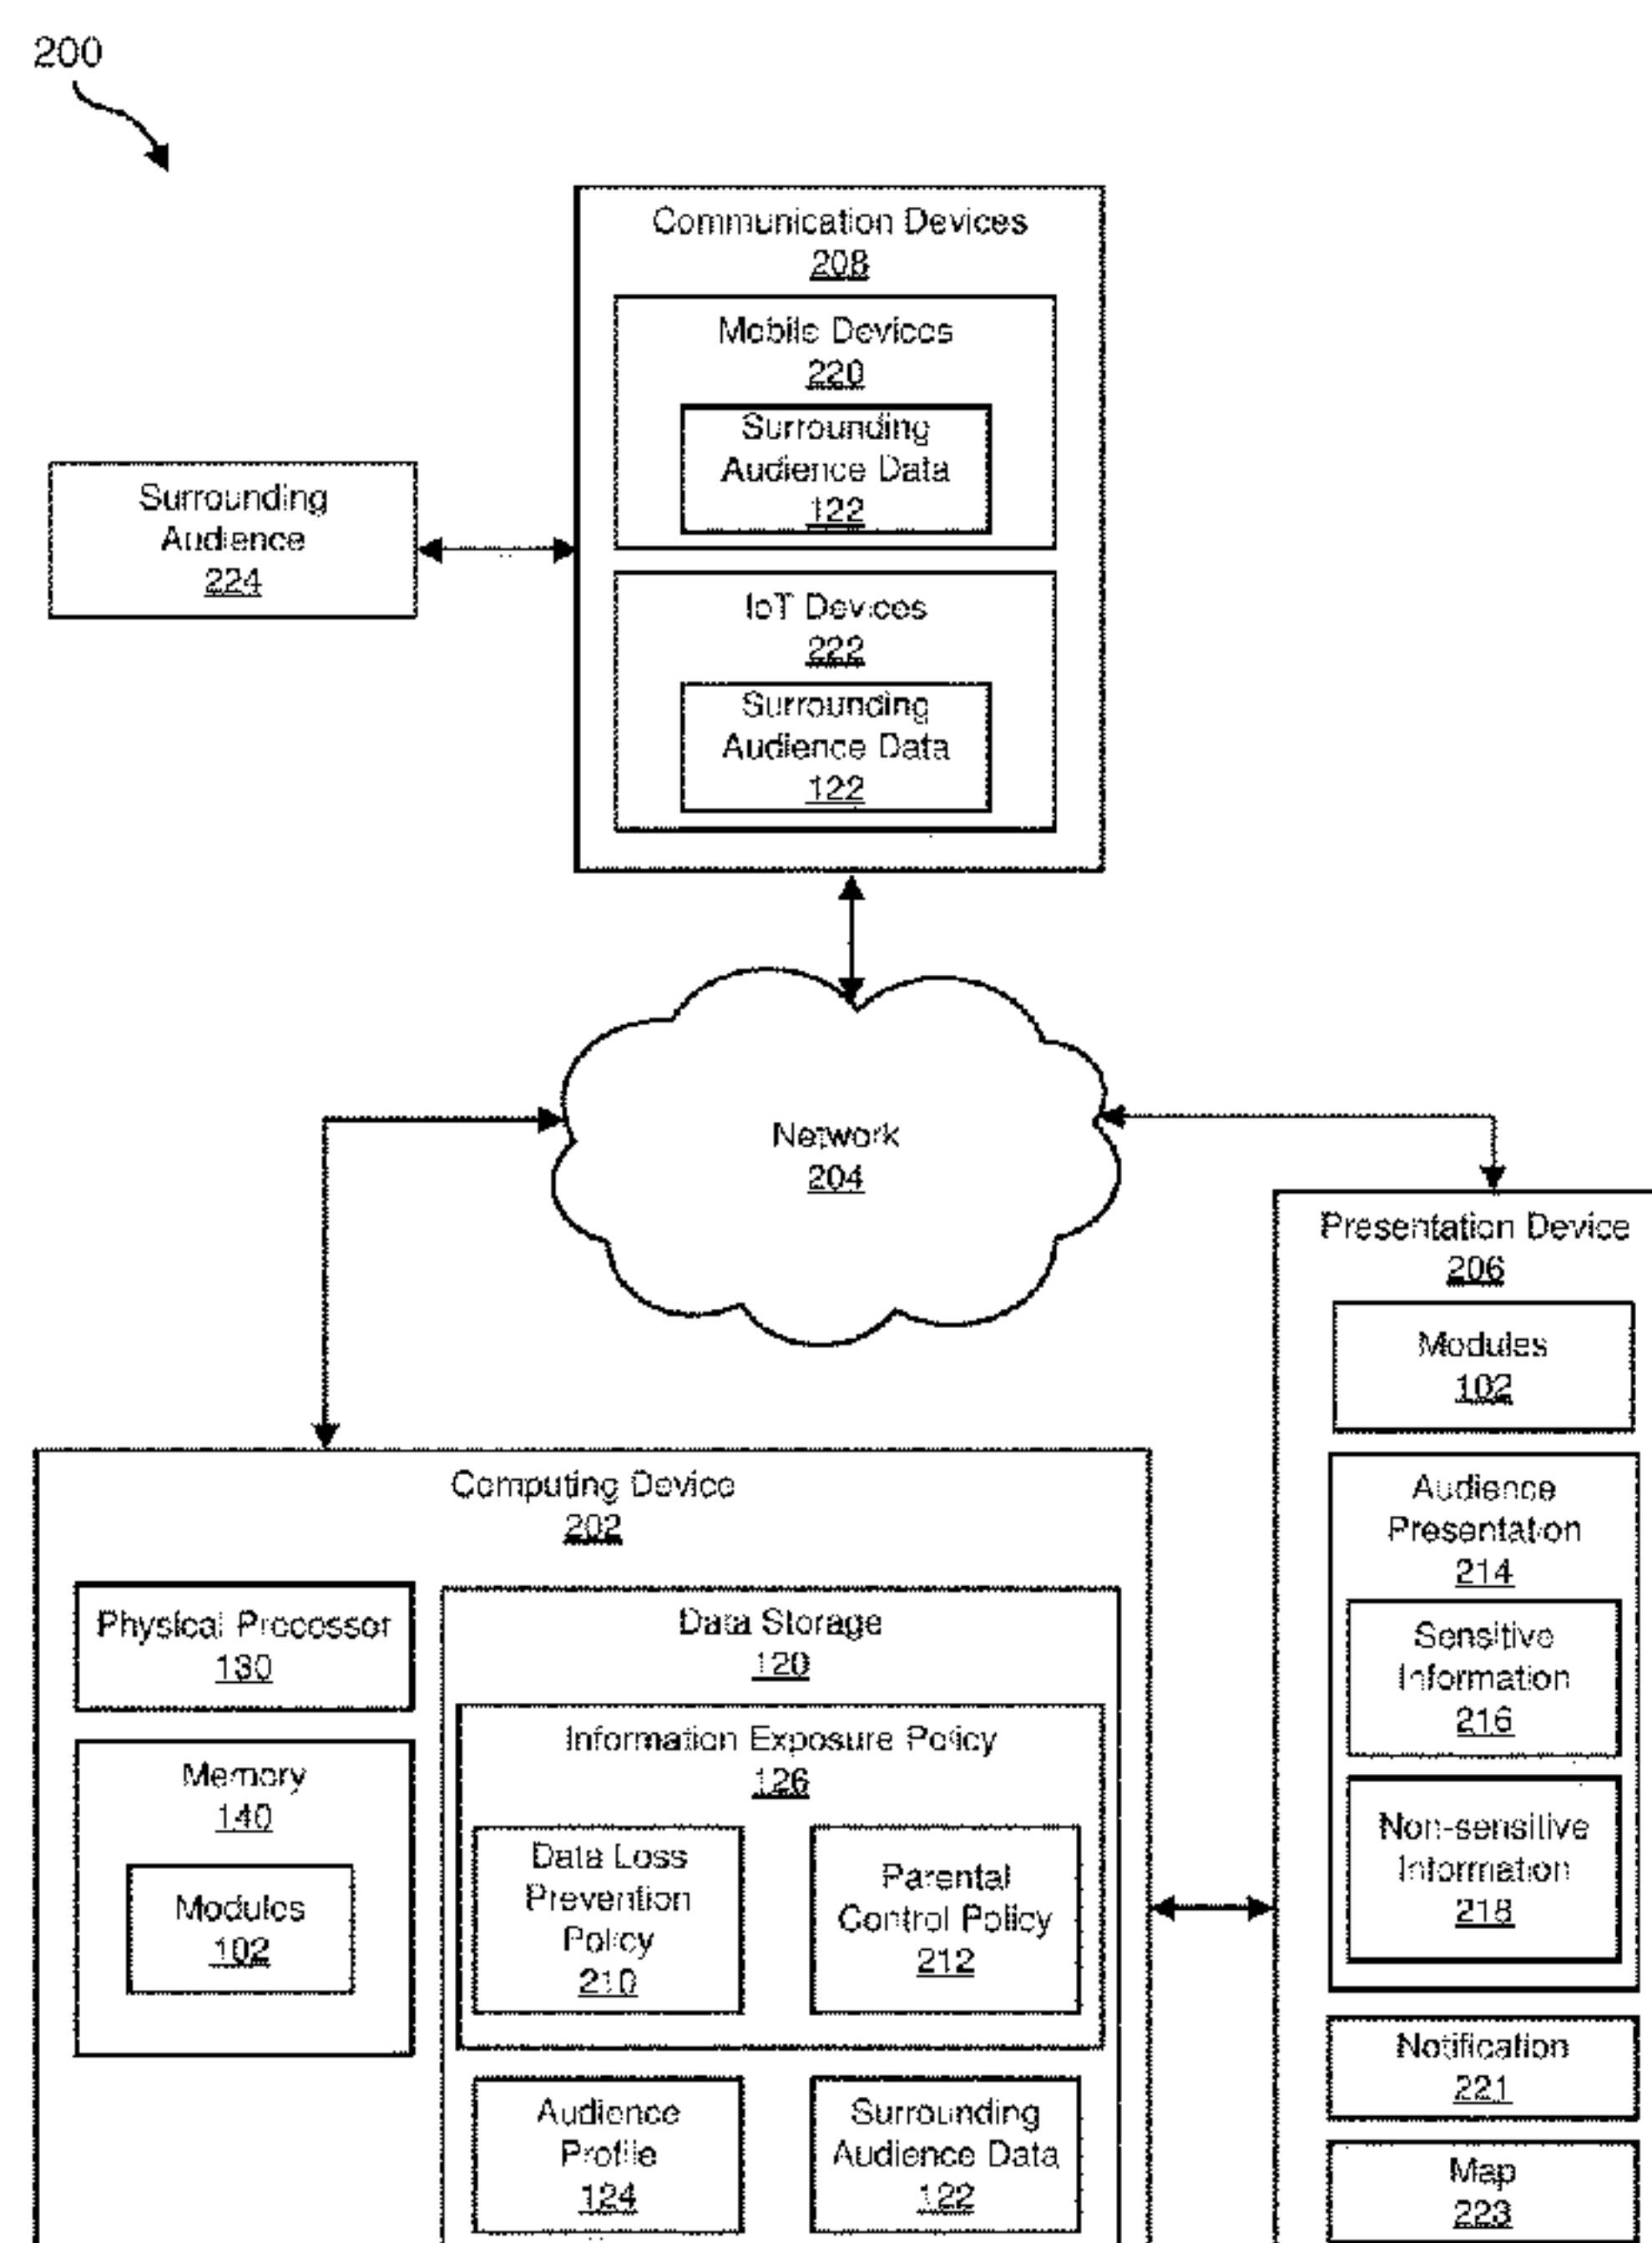 200
Communication Devices
208
Mobile Devices
220
Surrounding
Audience Data
122
Surrounding
Audience
224
IoT Devices
222
Surrounding
Audience Data
122
Network
204
Presentation Device
206
Modules
102
Audience
Presentation
214
Sensitive
Information
216
Non-sensitive
Information
218
Notification
221
Map
223
Computing Device
202
Physical Processor
130
Memory
140
Modules
102
Data Storage
120
Information Exposure Policy
126
Data Loss
Prevention
Policy
210
Parental
Control Policy
212
Audience
Profile
124
Surrounding
Audience Data
122